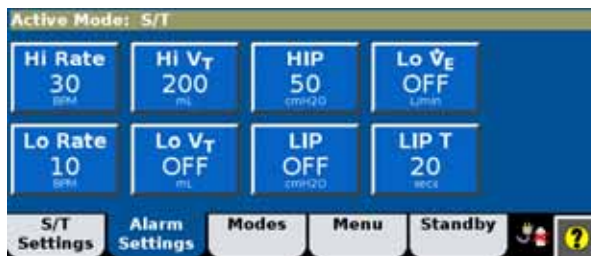 Active Mode: S/T
Hi Rate
30
BPM
Hi VT
200
mL
HIP
50
cmH2O
Lo V̇E
OFF
L/min
Lo Rate
10
BPM
Lo VT
OFF
mL
LIP
OFF
cmH2O
LIP T
20
secs
S/T
Settings
Alarm
Settings
Modes
Menu
Standby
?